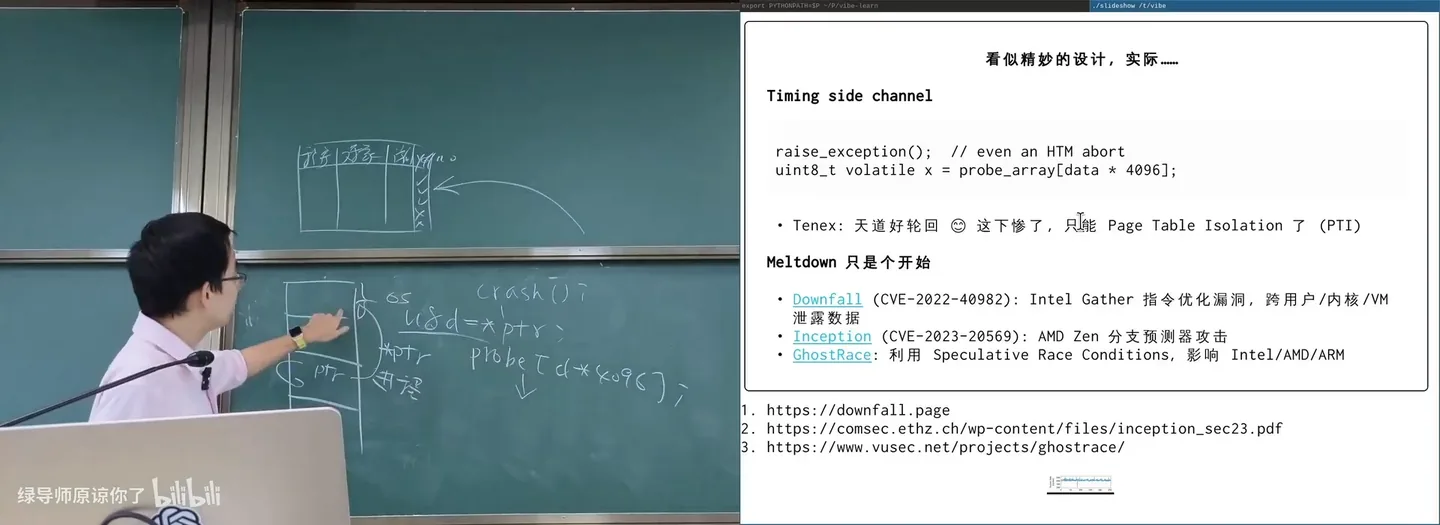 export PYTHONPATH=$P ~/P/vibe-learn
./slideshow /t/vibe
看似精妙的设计, 实际……
Timing side channel
raise_exception();  // even an HTM abort
uint8_t volatile x = probe_array[data * 4096];
• Tenex: 天道好轮回 😊 这下惨了, 只能 Page Table Isolation 了 (PTI)
Meltdown 只是个开始
• Downfall (CVE-2022-40982): Intel Gather 指令优化漏洞, 跨用户/内核/VM
泄露数据
• Inception (CVE-2023-20569): AMD Zen 分支预测器攻击
• GhostRace: 利用 Speculative Race Conditions, 影响 Intel/AMD/ARM
1. https://downfall.page
2. https://comsec.ethz.ch/wp-content/files/inception_sec23.pdf
3. https://www.vusec.net/projects/ghostrace/
OS
crash();
u8 d = *ptr;
*ptr
probe[d*4096];
ptr
绿导师原谅你了 bilibili